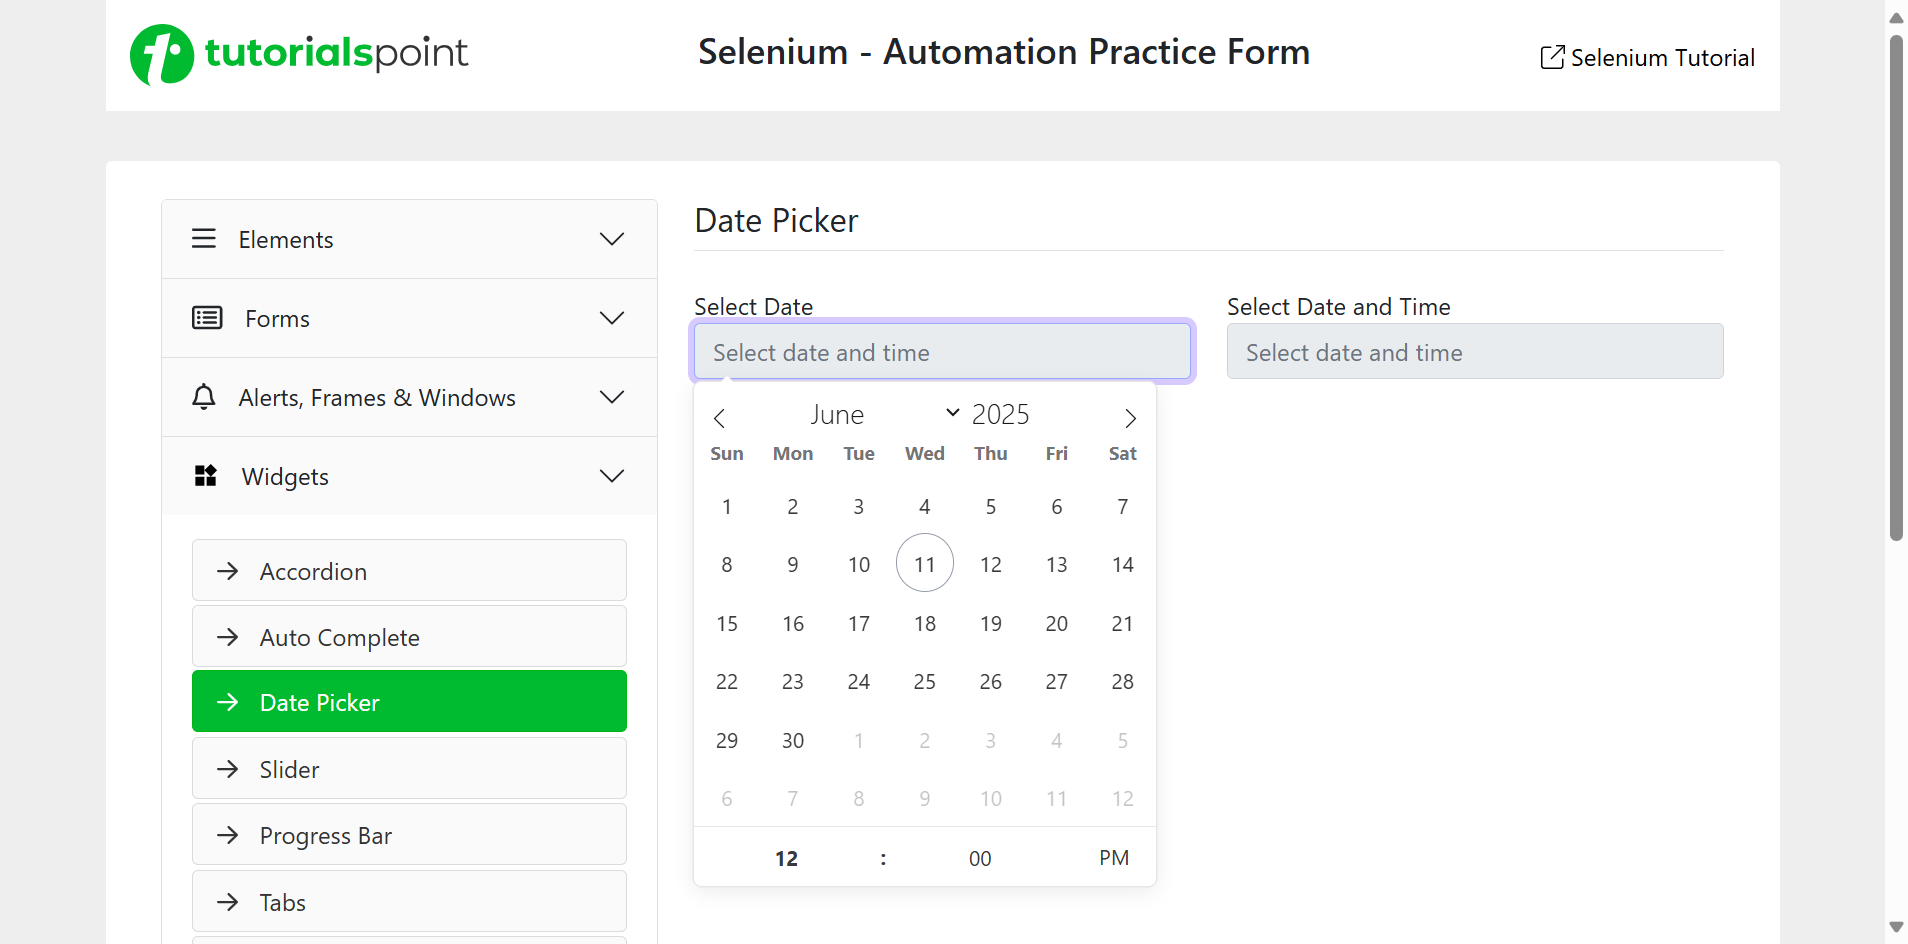 tutorialspoint
Selenium - Automation Practice Form
Selenium Tutorial
Elements
Forms
Alerts, Frames & Windows
Widgets
Accordion
Auto Complete
Date Picker
Slider
Progress Bar
Tabs
Date Picker
Select Date
Select date and time
Select Date and Time
Select date and time
June 2025
Sun Mon Tue Wed Thu Fri Sat
1 2 3 4 5 6 7
8 9 10 11 12 13 14
15 16 17 18 19 20 21
22 23 24 25 26 27 28
29 30 1 2 3 4 5
6 7 8 9 10 11 12
12 : 00 PM